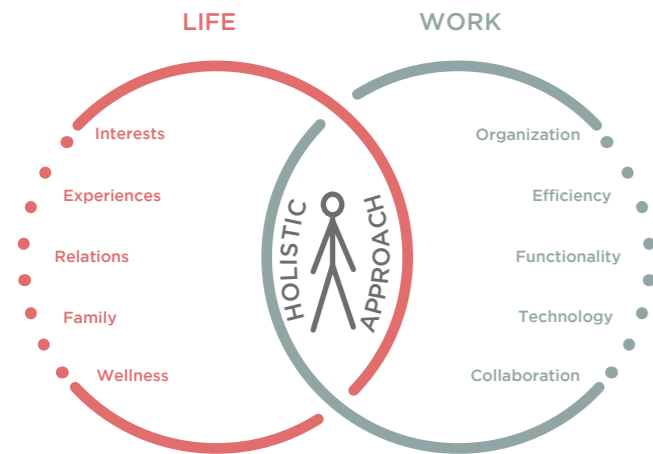 LIFE
WORK
Interests
Experiences
Relations
Family
Wellness
HOLISTIC
APPROACH
Organization
Efficiency
Functionality
Technology
Collaboration